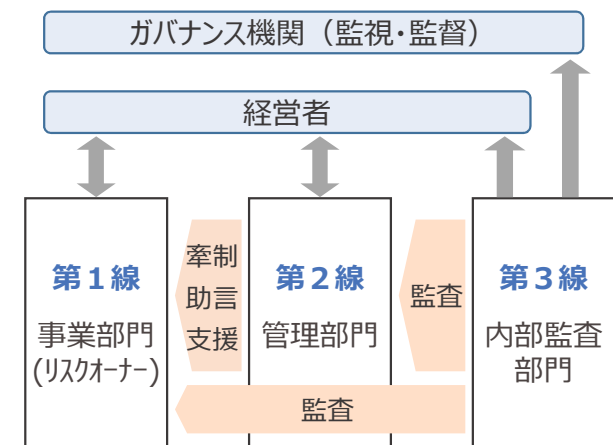 ガバナンス機関（監視･監督）
経営者
第１線
事業部門
(ﾘｽｸｵｰﾅｰ)
牽制
助言
支援
第２線
管理部門
監査
第３線
内部監査
部門
監査